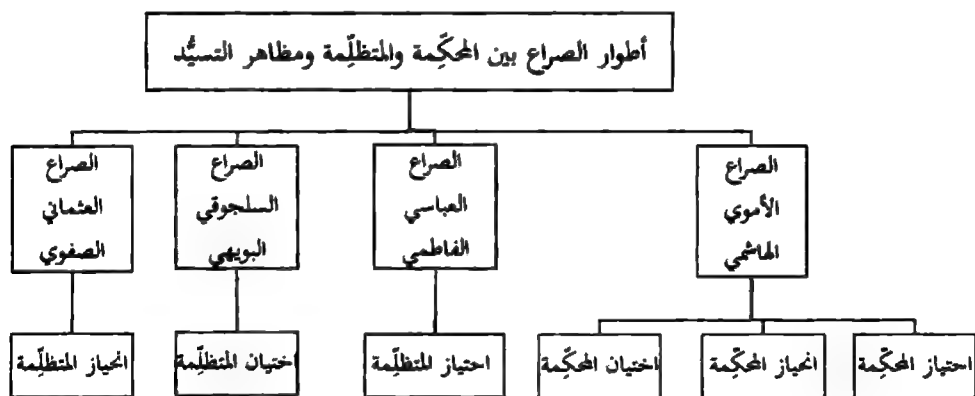 أطوار الصراع بين المحكِّمة والمتظلِّمة ومظاهر التسيُّد
الصراع
الأموي
الهاشمي
الصراع
العباسي
الفاطمي
الصراع
السلجوقي
البويهي
الصراع
العثماني
الصفوي
احتياز المحكِّمة
انحياز المحكِّمة
اختيان المحكِّمة
احتياز المتظلِّمة
اختيان المتظلِّمة
انحياز المتظلِّمة